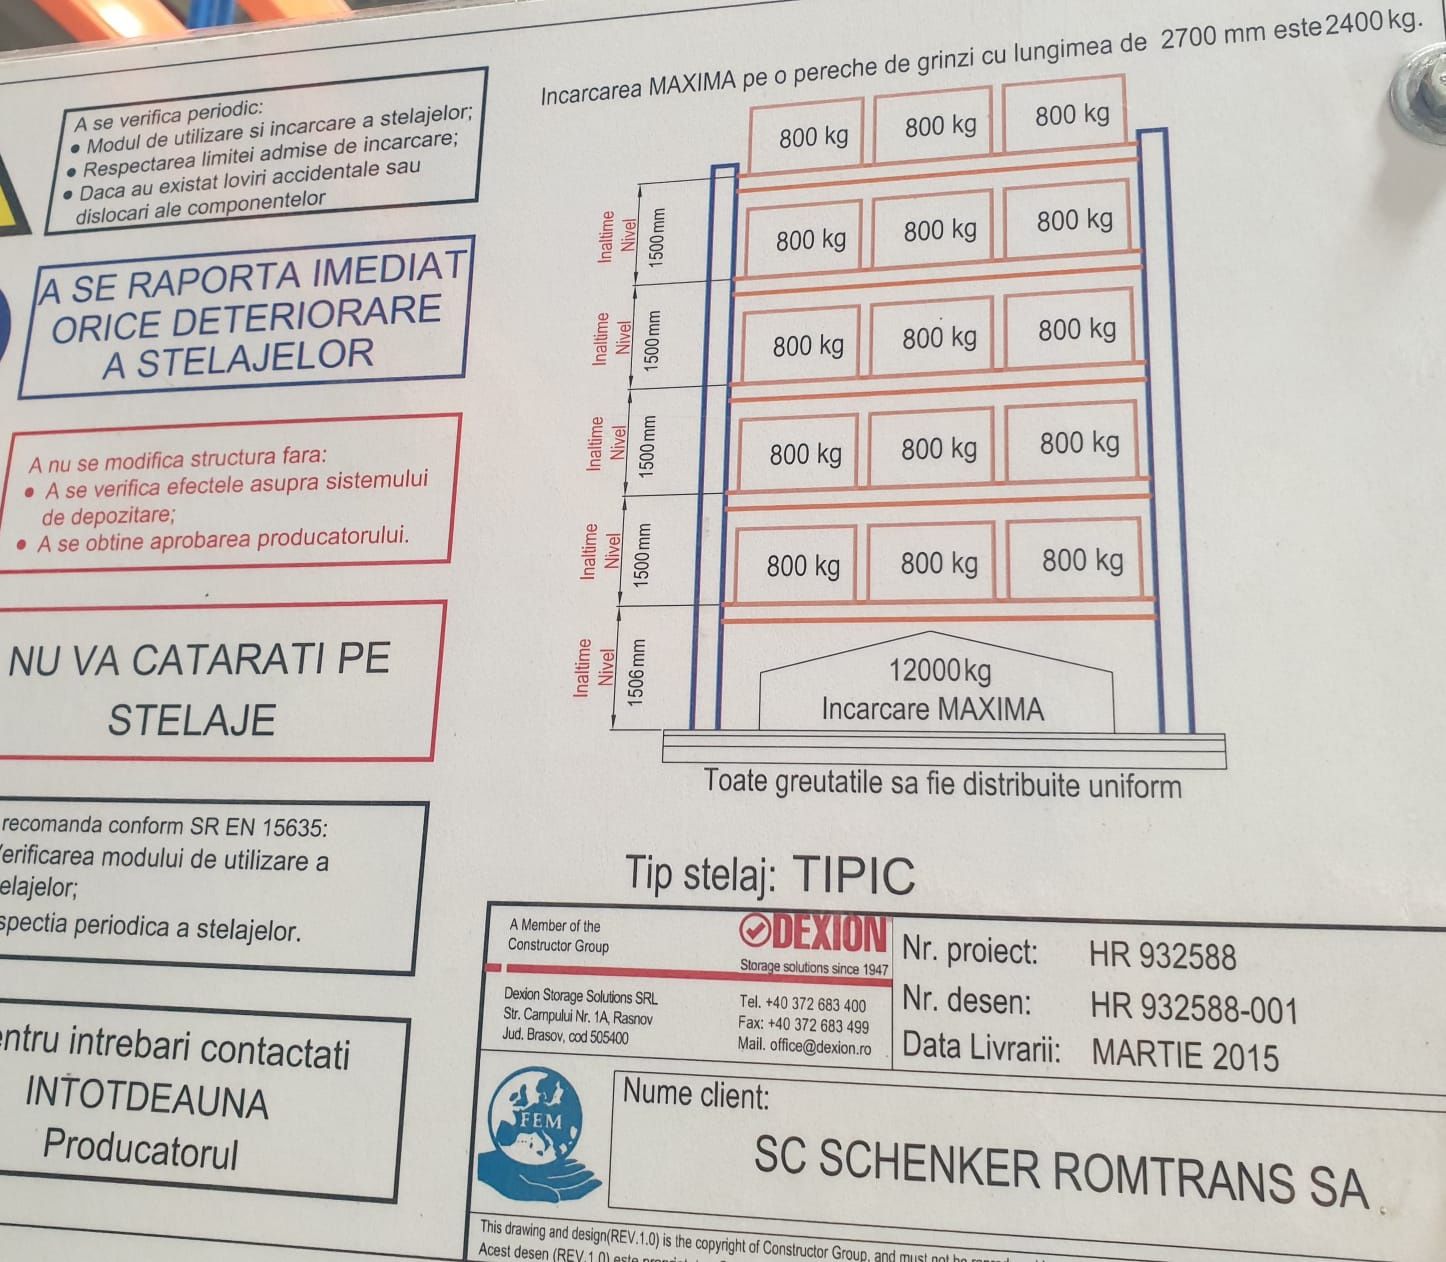 Incarcarea MAXIMA pe o pereche de grinzi cu lungimea de 2700 mm este 2400 kg.
A se verifica periodic:
• Modul de utilizare si incarcare a stelajelor;
• Respectarea limitei admise de incarcare;
• Daca au existat loviri accidentale sau
dislocari ale componentelor
A SE RAPORTA IMEDIAT
ORICE DETERIORARE
A STELAJELOR
A nu se modifica structura fara:
• A se verifica efectele asupra sistemului
de depozitare;
• A se obtine aprobarea producatorului.
NU VA CATARATI PE
STELAJE
recomanda conform SR EN 15635:
Verificarea modului de utilizare a
elajelor;
spectia periodica a stelajelor.
ntru intrebari contactati
INTOTDEAUNA
Producatorul
800 kg 800 kg 800 kg
Inaltime Nivel 1500 mm
800 kg 800 kg 800 kg
Inaltime Nivel 1500 mm
800 kg 800 kg 800 kg
Inaltime Nivel 1500 mm
800 kg 800 kg 800 kg
Inaltime Nivel 1500 mm
800 kg 800 kg 800 kg
Inaltime Nivel 1506 mm
12000 kg
Incarcare MAXIMA
Toate greutatile sa fie distribuite uniform
Tip stelaj: TIPIC
A Member of the
Constructor Group
DEXION
Storage solutions since 1947
Dexion Storage Solutions SRL
Str. Campului Nr. 1A, Rasnov
Jud. Brasov, cod 505400
Tel. +40 372 683 400
Fax: +40 372 683 499
Mail. office@dexion.ro
Nr. proiect: HR 932588
Nr. desen: HR 932588-001
Data Livrarii: MARTIE 2015
FEM
Nume client:
SC SCHENKER ROMTRANS SA
This drawing and design(REV.1.0) is the copyright of Constructor Group, and must not be
Acest desen (REV.1.0) este